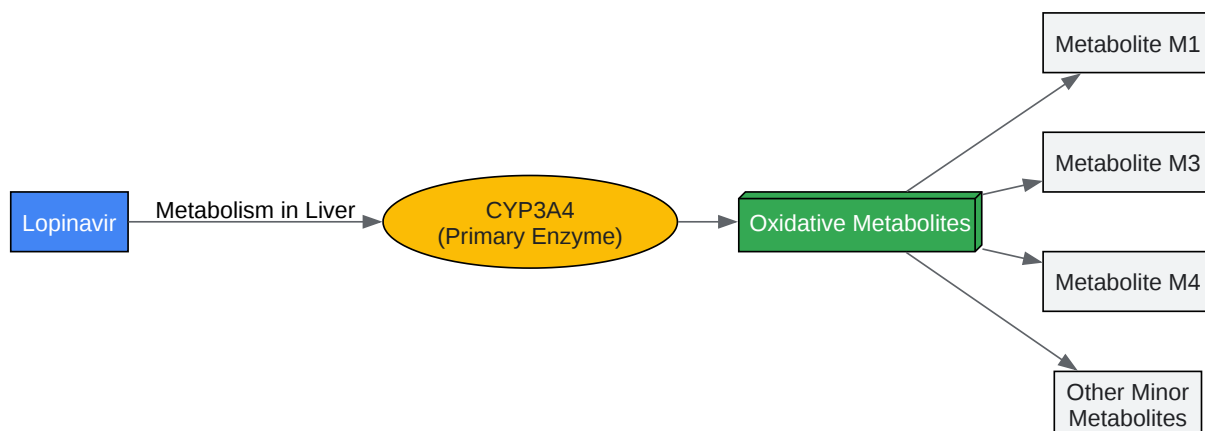 Lopinavir
Metabolism in Liver
CYP3A4
(Primary Enzyme)
Oxidative Metabolites
Metabolite M1
Metabolite M3
Metabolite M4
Other Minor
Metabolites